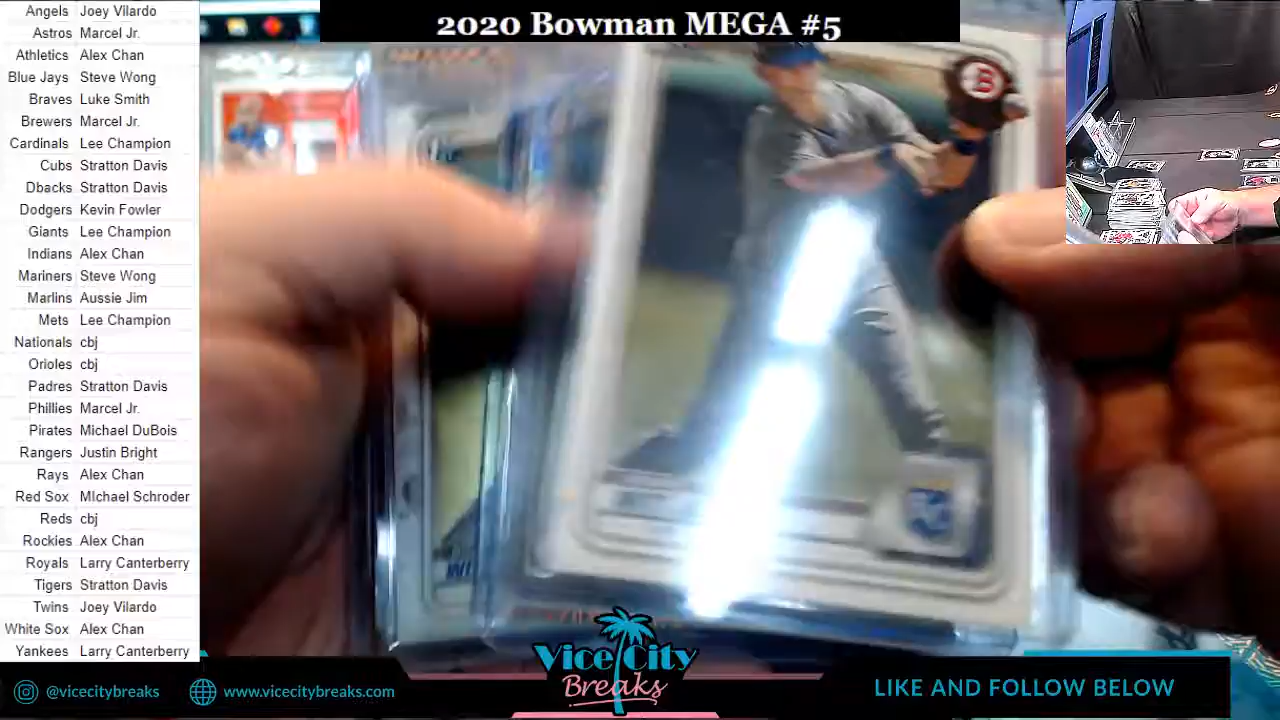 2020 Bowman MEGA #5
Angels Joey Vilardo
Astros Marcel Jr.
Athletics Alex Chan
Blue Jays Steve Wong
Braves Luke Smith
Brewers Marcel Jr.
Cardinals Lee Champion
Cubs Stratton Davis
Dbacks Stratton Davis
Dodgers Kevin Fowler
Giants Lee Champion
Indians Alex Chan
Mariners Steve Wong
Marlins Aussie Jim
Mets Lee Champion
Nationals cbj
Orioles cbj
Padres Stratton Davis
Phillies Marcel Jr.
Pirates Michael DuBois
Rangers Justin Bright
Rays Alex Chan
Red Sox MIchael Schroder
Reds cbj
Rockies Alex Chan
Royals Larry Canterberry
Tigers Stratton Davis
Twins Joey Vilardo
White Sox Alex Chan
Yankees Larry Canterberry
B
KC
@vicecitybreaks
www.vicecitybreaks.com
Vice City
Breaks
LIKE AND FOLLOW BELOW